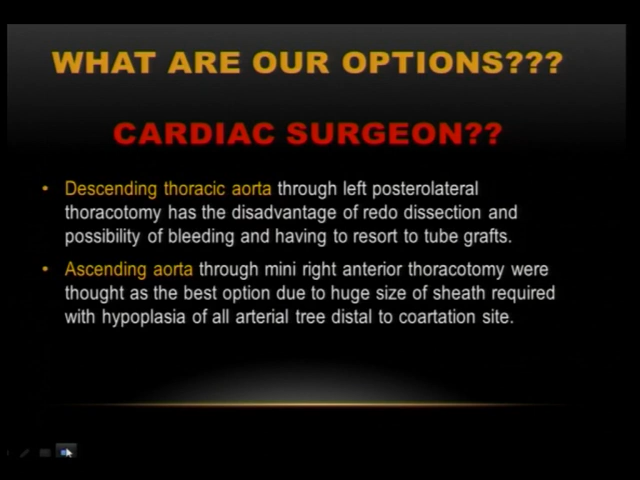 WHAT ARE OUR OPTIONS???
CARDIAC SURGEON??
• Descending thoracic aorta through left posterolateral
thoracotomy has the disadvantage of redo dissection and
possibility of bleeding and having to resort to tube grafts.
• Ascending aorta through mini right anterior thoracotomy were
thought as the best option due to huge size of sheath required
with hypoplasia of all arterial tree distal to coartation site.